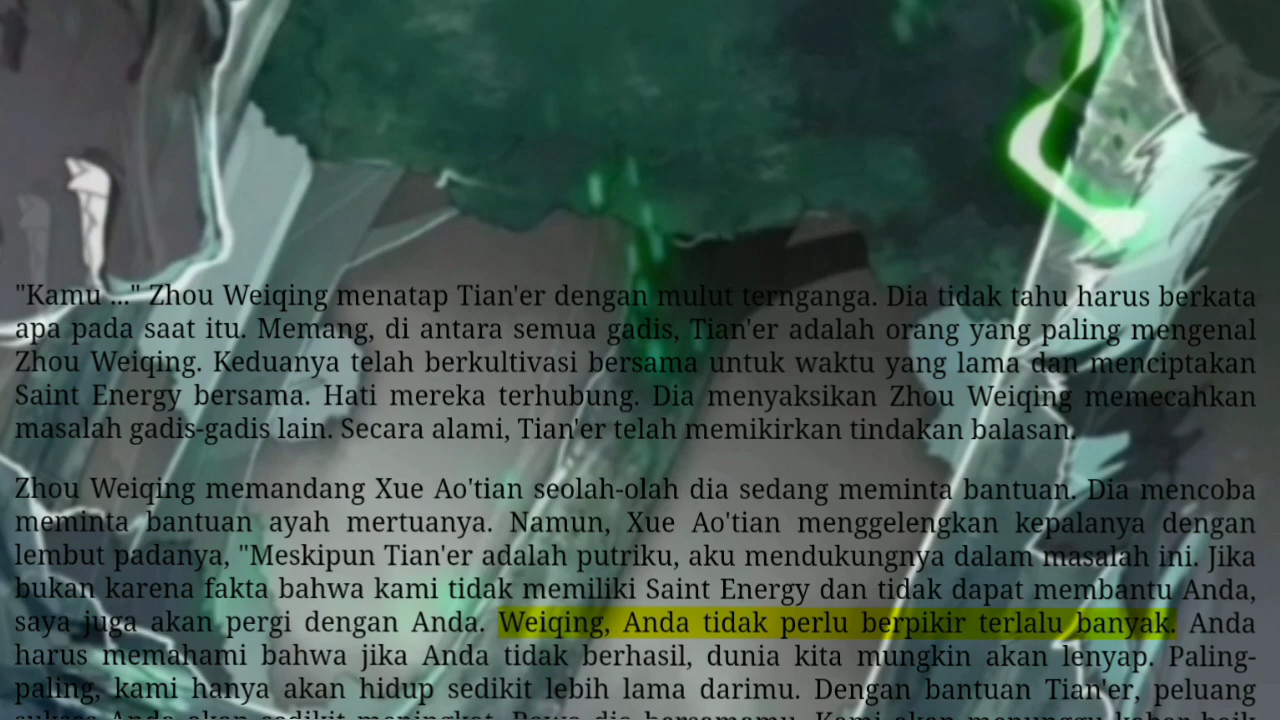 "Kamu ..." Zhou Weiqing menatap Tian'er dengan mulut ternganga. Dia tidak tahu harus berkata
apa pada saat itu. Memang, di antara semua gadis, Tian'er adalah orang yang paling mengenal
Zhou Weiqing. Keduanya telah berkultivasi bersama untuk waktu yang lama dan menciptakan
Saint Energy bersama. Hati mereka terhubung. Dia menyaksikan Zhou Weiqing memecahkan
masalah gadis-gadis lain. Secara alami, Tian'er telah memikirkan tindakan balasan.
Zhou Weiqing memandang Xue Ao'tian seolah-olah dia sedang meminta bantuan. Dia mencoba
meminta bantuan ayah mertuanya. Namun, Xue Ao'tian menggelengkan kepalanya dengan
lembut padanya, "Meskipun Tian'er adalah putriku, aku mendukungnya dalam masalah ini. Jika
bukan karena fakta bahwa kami tidak memiliki Saint Energy dan tidak dapat membantu Anda,
saya juga akan pergi dengan Anda. Weiqing, Anda tidak perlu berpikir terlalu banyak. Anda
harus memahami bahwa jika Anda tidak berhasil, dunia kita mungkin akan lenyap. Paling-
paling, kami hanya akan hidup sedikit lebih lama darimu. Dengan bantuan Tian'er, peluang